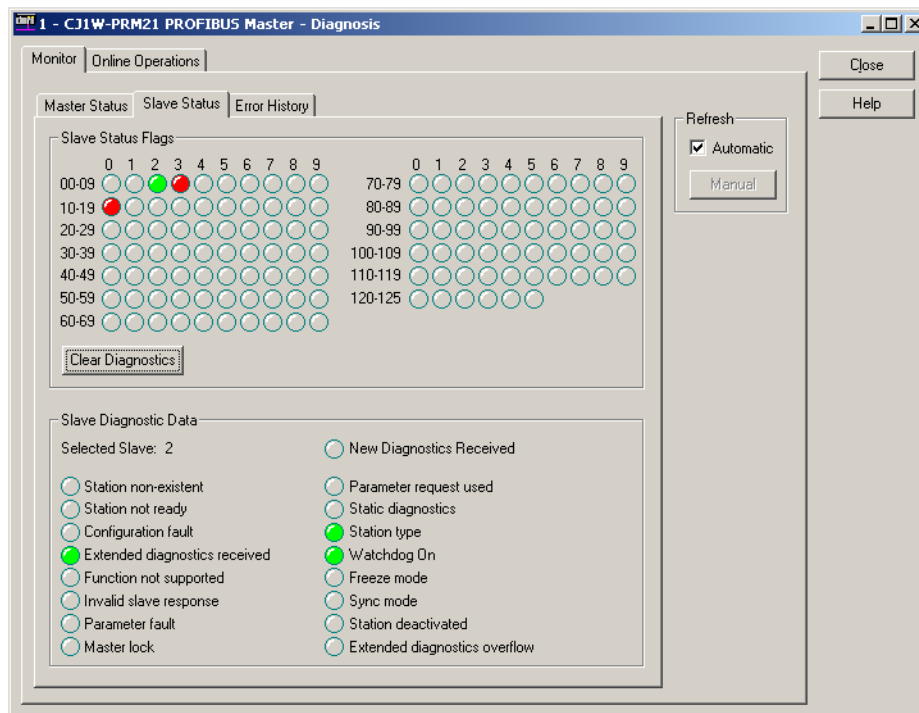 1 - CJ1W-PRM21 PROFIBUS Master - Diagnosis
Monitor Online Operations
Close
Help
Master Status Slave Status Error History
Refresh
Automatic
Manual
Slave Status Flags
0 1 2 3 4 5 6 7 8 9
00-09
10-19
20-29
30-39
40-49
50-59
60-69
0 1 2 3 4 5 6 7 8 9
70-79
80-89
90-99
100-109
110-119
120-125
Clear Diagnostics
Slave Diagnostic Data
Selected Slave: 2
Station non-existent
Station not ready
Configuration fault
Extended diagnostics received
Function not supported
Invalid slave response
Parameter fault
Master lock
New Diagnostics Received
Parameter request used
Static diagnostics
Station type
Watchdog On
Freeze mode
Sync mode
Station deactivated
Extended diagnostics overflow